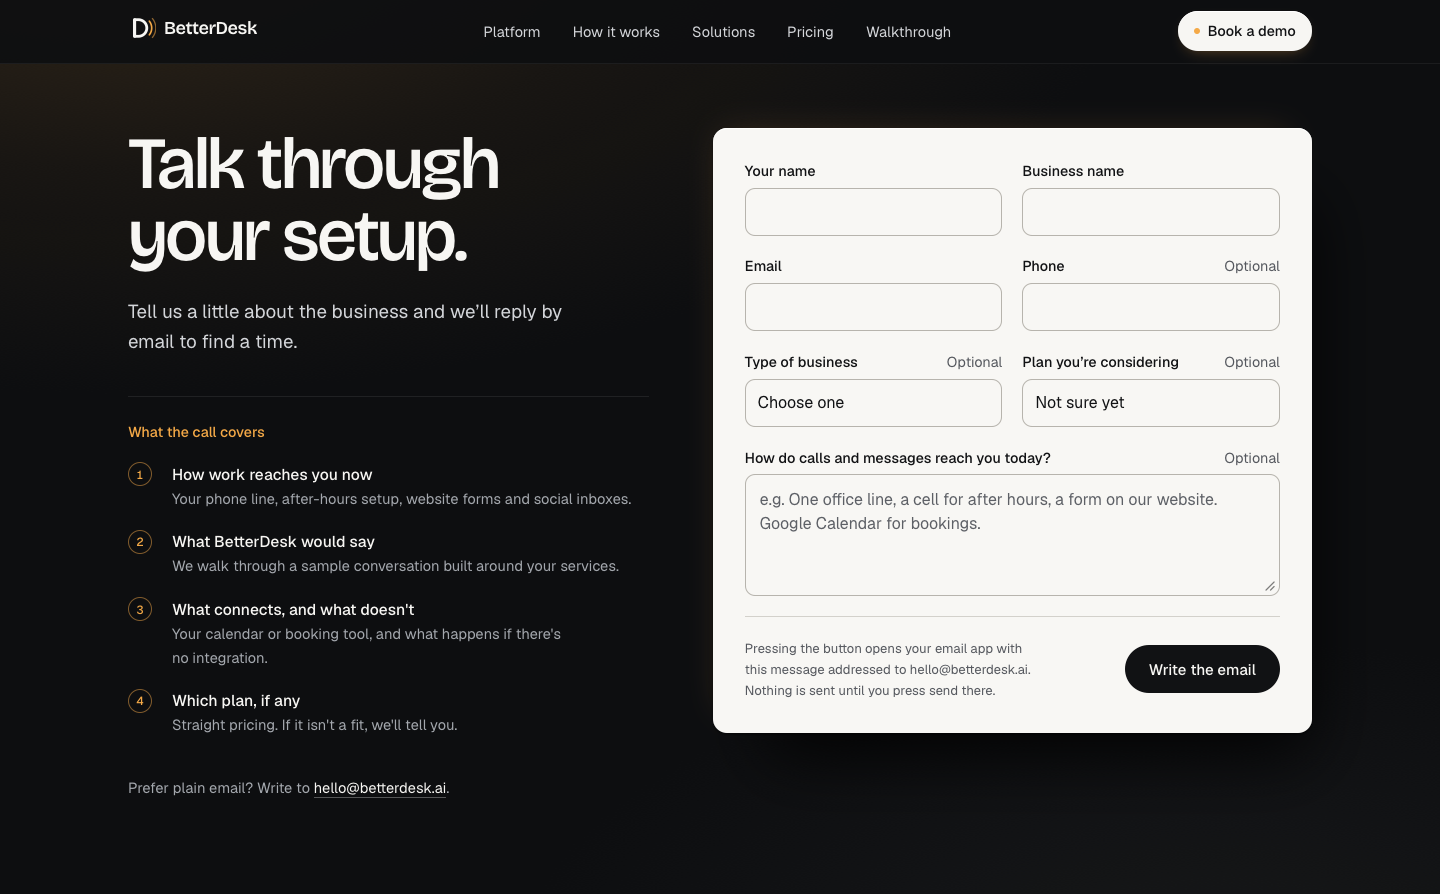 BetterDesk
Platform
How it works
Solutions
Pricing
Walkthrough
Book a demo
Talk through
your setup.
Tell us a little about the business and we’ll reply by
email to find a time.
What the call covers
1
How work reaches you now
Your phone line, after-hours setup, website forms and social inboxes.
2
What BetterDesk would say
We walk through a sample conversation built around your services.
3
What connects, and what doesn't
Your calendar or booking tool, and what happens if there's
no integration.
4
Which plan, if any
Straight pricing. If it isn't a fit, we'll tell you.
Prefer plain email? Write to hello@betterdesk.ai.
Your name
Business name
Email
Phone Optional
Type of business Optional
Plan you’re considering Optional
Choose one
Not sure yet
How do calls and messages reach you today? Optional
e.g. One office line, a cell for after hours, a form on our website.
Google Calendar for bookings.
Pressing the button opens your email app with
this message addressed to hello@betterdesk.ai.
Nothing is sent until you press send there.
Write the email